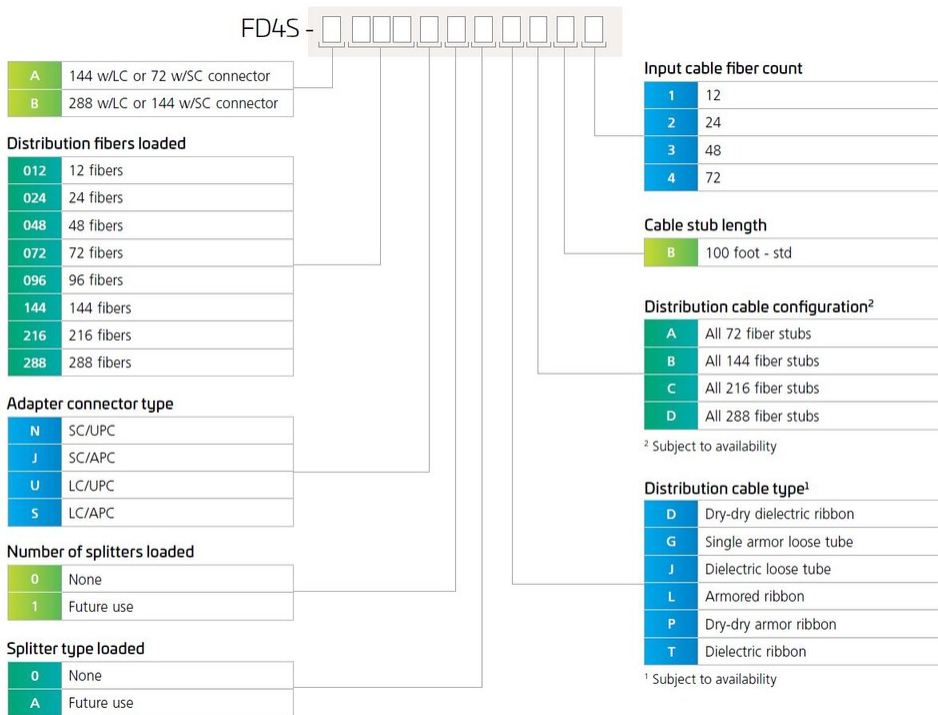 FD4S -
A 144 w/LC or 72 w/SC connector
B 288 w/LC or 144 w/SC connector
Distribution fibers loaded
012 12 fibers
024 24 fibers
048 48 fibers
072 72 fibers
096 96 fibers
144 144 fibers
216 216 fibers
288 288 fibers
Adapter connector type
N SC/UPC
J SC/APC
U LC/UPC
S LC/APC
Number of splitters loaded
0 None
1 Future use
Splitter type loaded
0 None
A Future use
Input cable fiber count
1 12
2 24
3 48
4 72
Cable stub length
B 100 foot - std
Distribution cable configuration²
A All 72 fiber stubs
B All 144 fiber stubs
C All 216 fiber stubs
D All 288 fiber stubs
² Subject to availability
Distribution cable type¹
D Dry-dry dielectric ribbon
G Single armor loose tube
J Dielectric loose tube
L Armored ribbon
P Dry-dry armor ribbon
T Dielectric ribbon
¹ Subject to availability